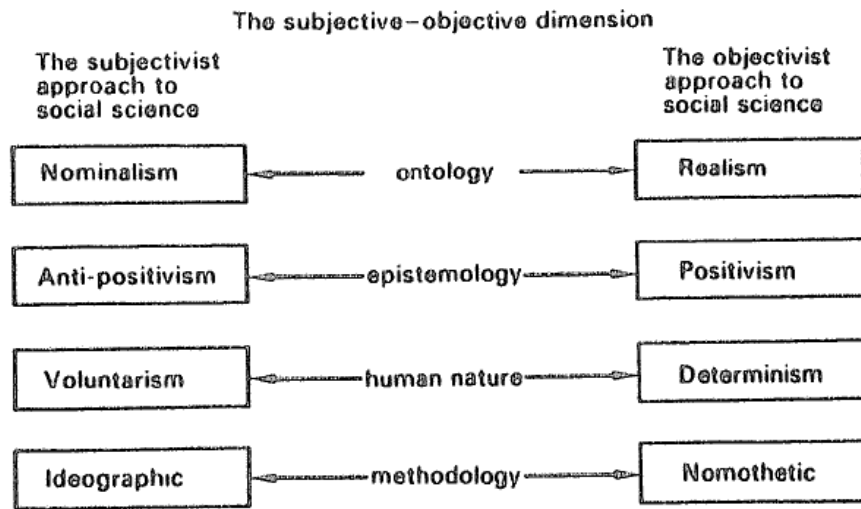 The subjective–objective dimension
The subjectivist
approach to
social science
The objectivist
approach to
social science
Nominalism
ontology
Realism
Anti-positivism
epistemology
Positivism
Voluntarism
human nature
Determinism
Ideographic
methodology
Nomothetic